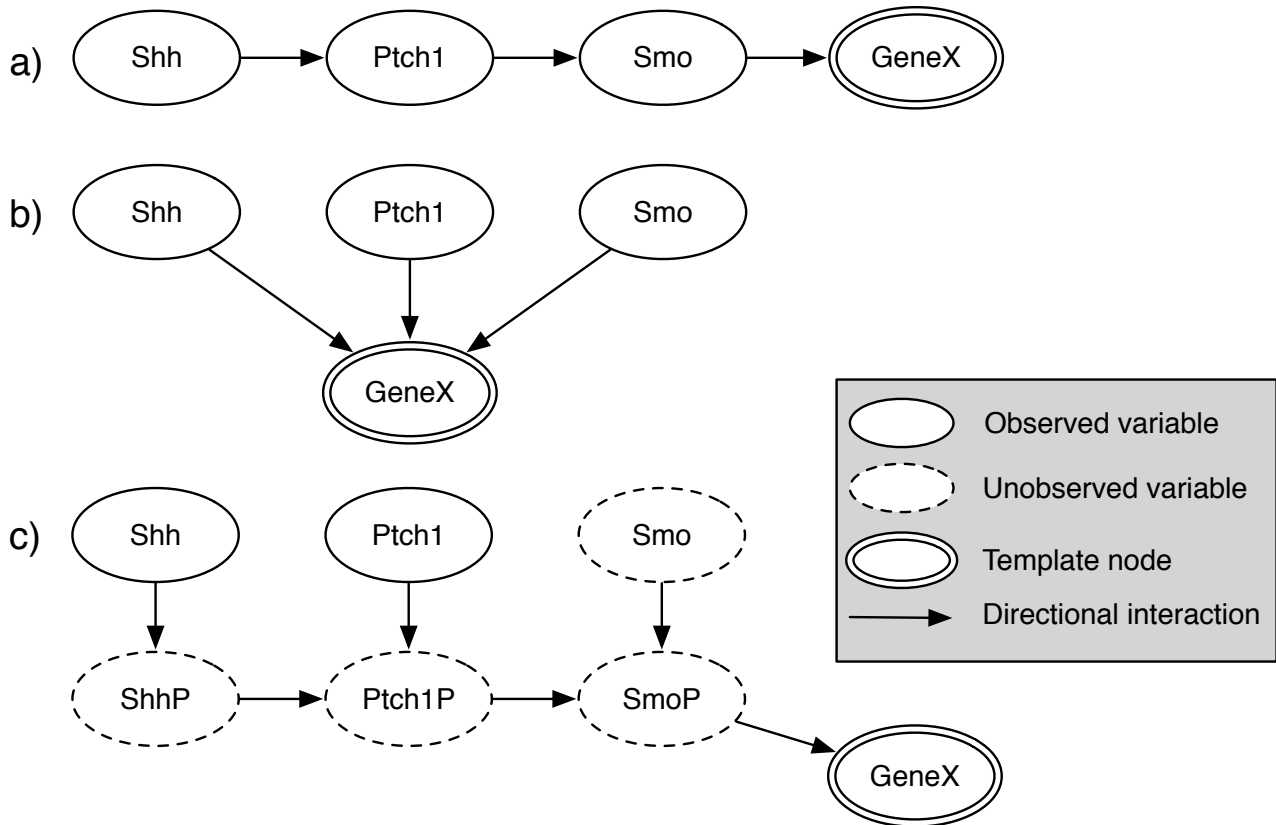 a) Shh Ptch1 Smo GeneX
b) Shh Ptch1 Smo
GeneX
Observed variable
Unobserved variable
c) Shh Ptch1 Smo
Template node
Directional interaction
ShhP Ptch1P SmoP
GeneX